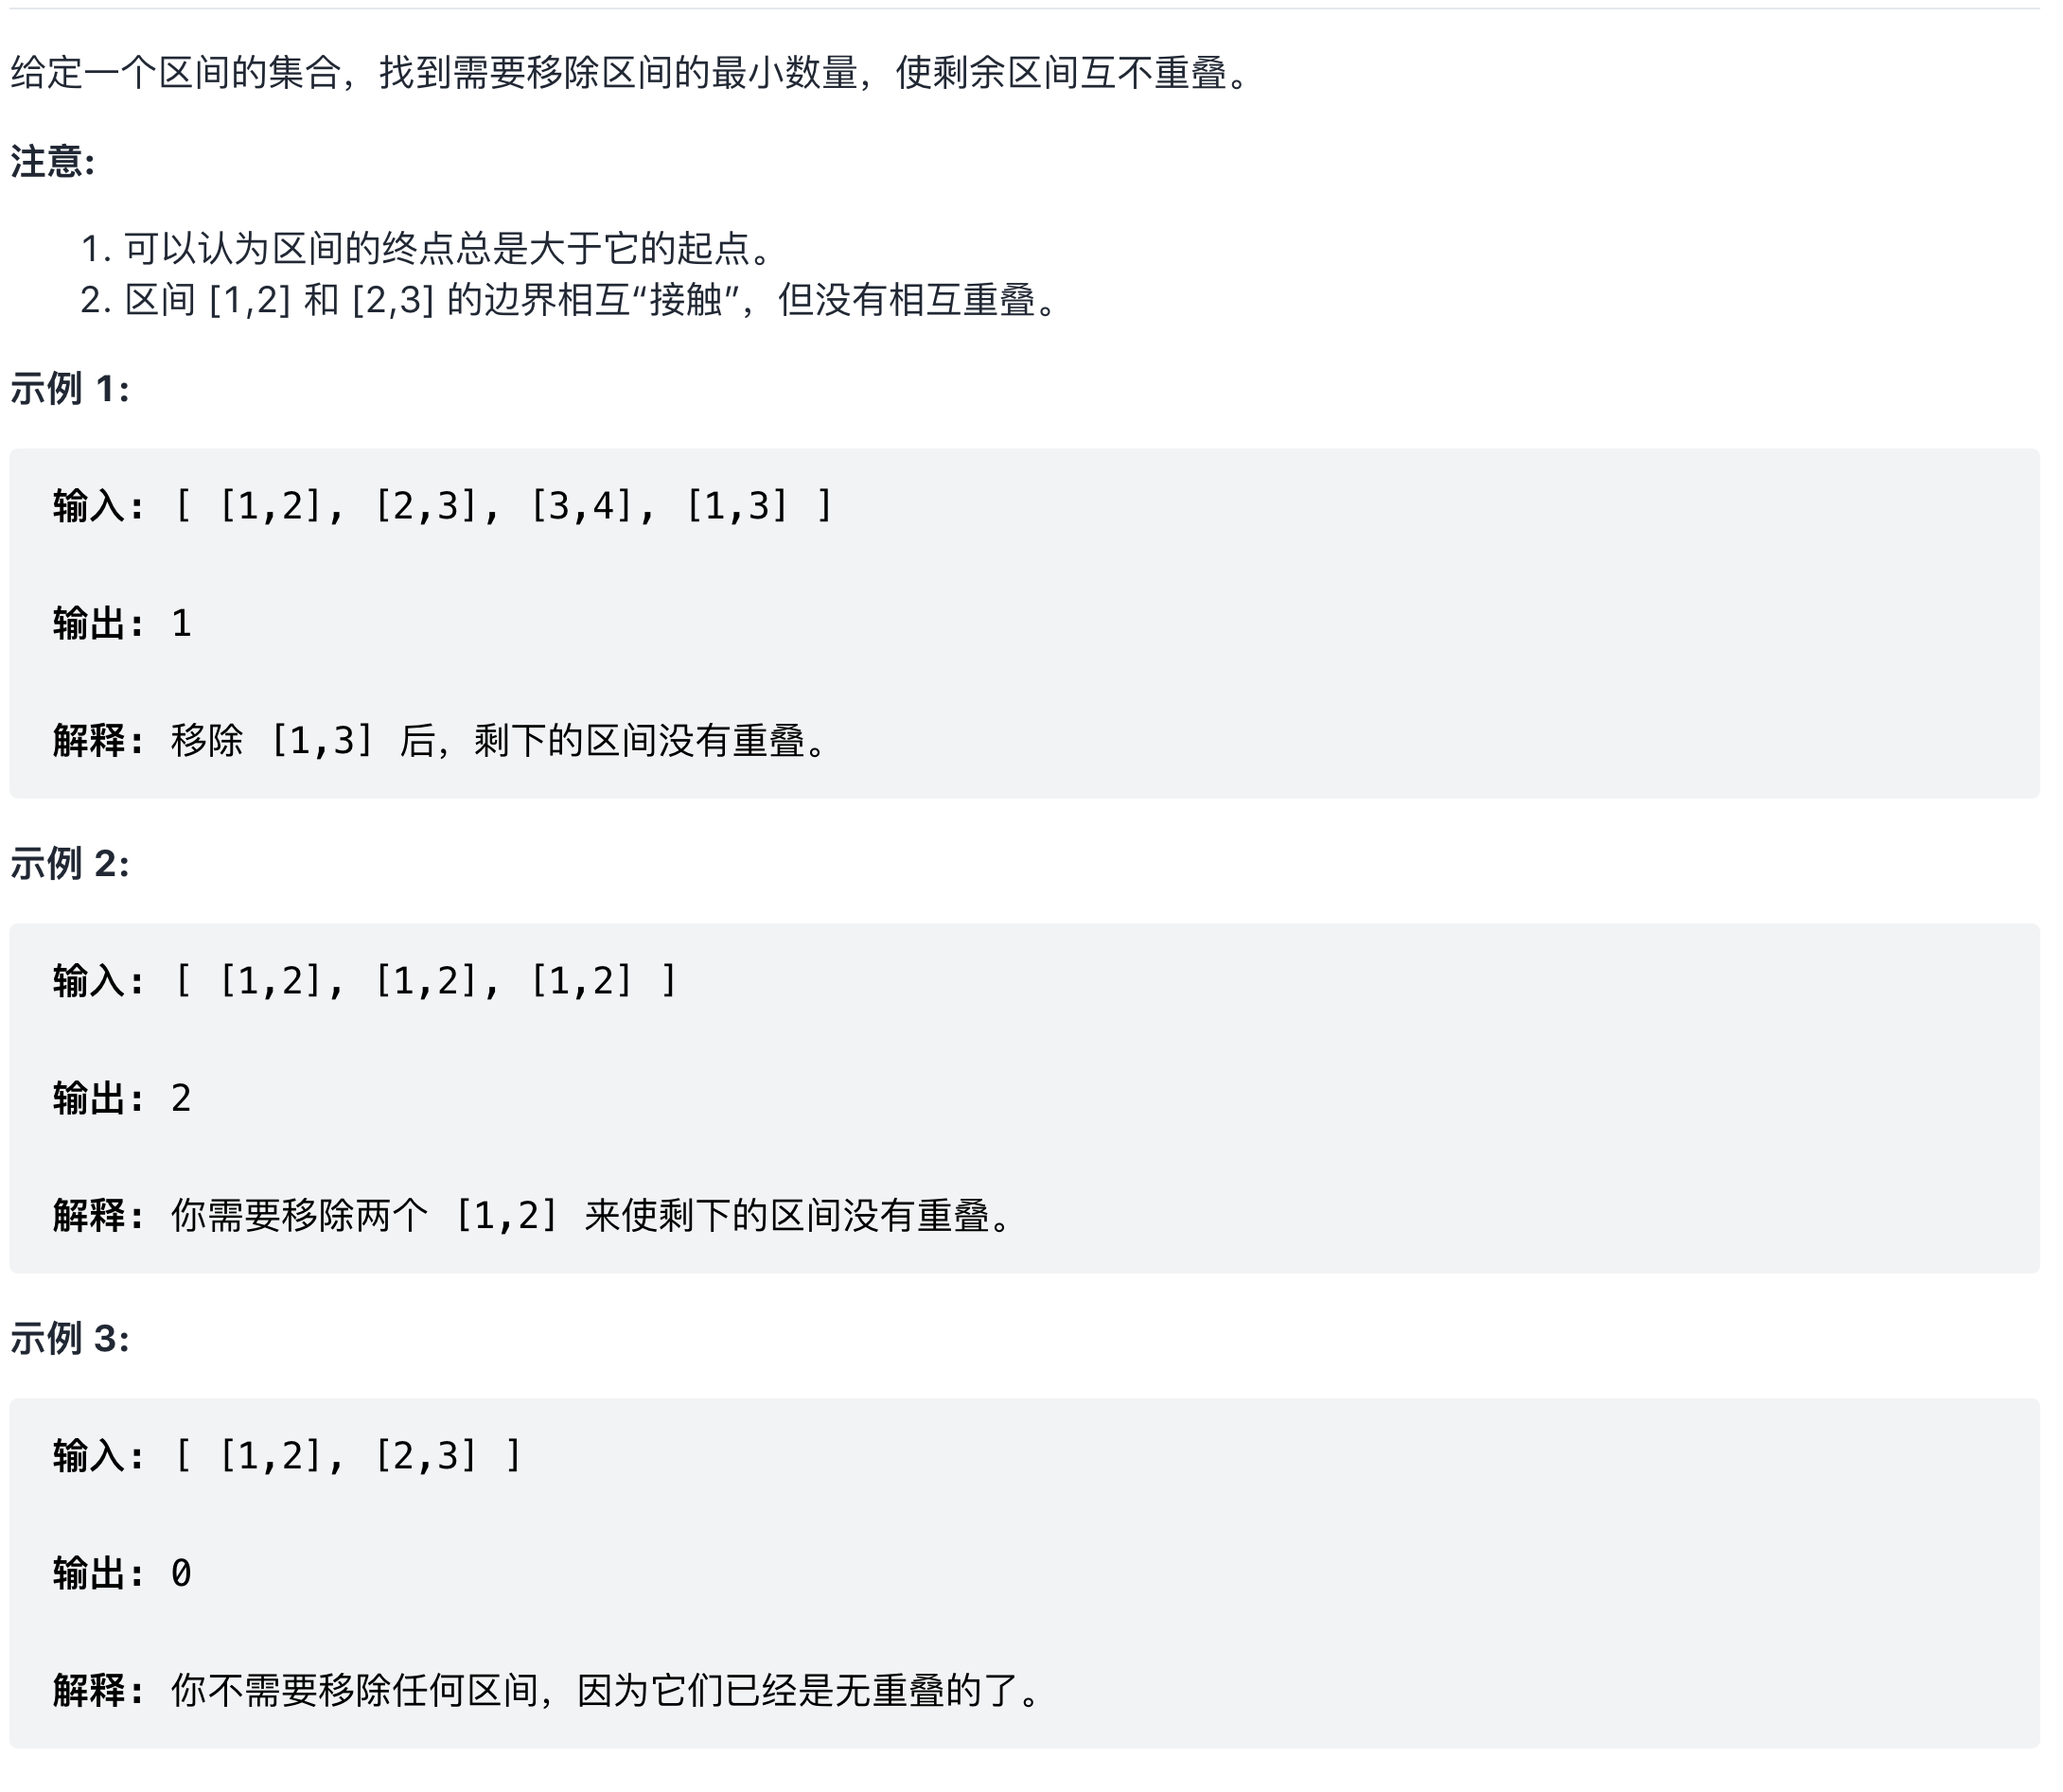 给定一个区间的集合，找到需要移除区间的最小数量，使剩余区间互不重叠。
注意:
1. 可以认为区间的终点总是大于它的起点。
2. 区间 [1,2] 和 [2,3] 的边界相互“接触”，但没有相互重叠。
示例 1:
输入: [ [1,2], [2,3], [3,4], [1,3] ]
输出: 1
解释: 移除 [1,3] 后，剩下的区间没有重叠。
示例 2:
输入: [ [1,2], [1,2], [1,2] ]
输出: 2
解释: 你需要移除两个 [1,2] 来使剩下的区间没有重叠。
示例 3:
输入: [ [1,2], [2,3] ]
输出: 0
解释: 你不需要移除任何区间，因为它们已经是无重叠的了。